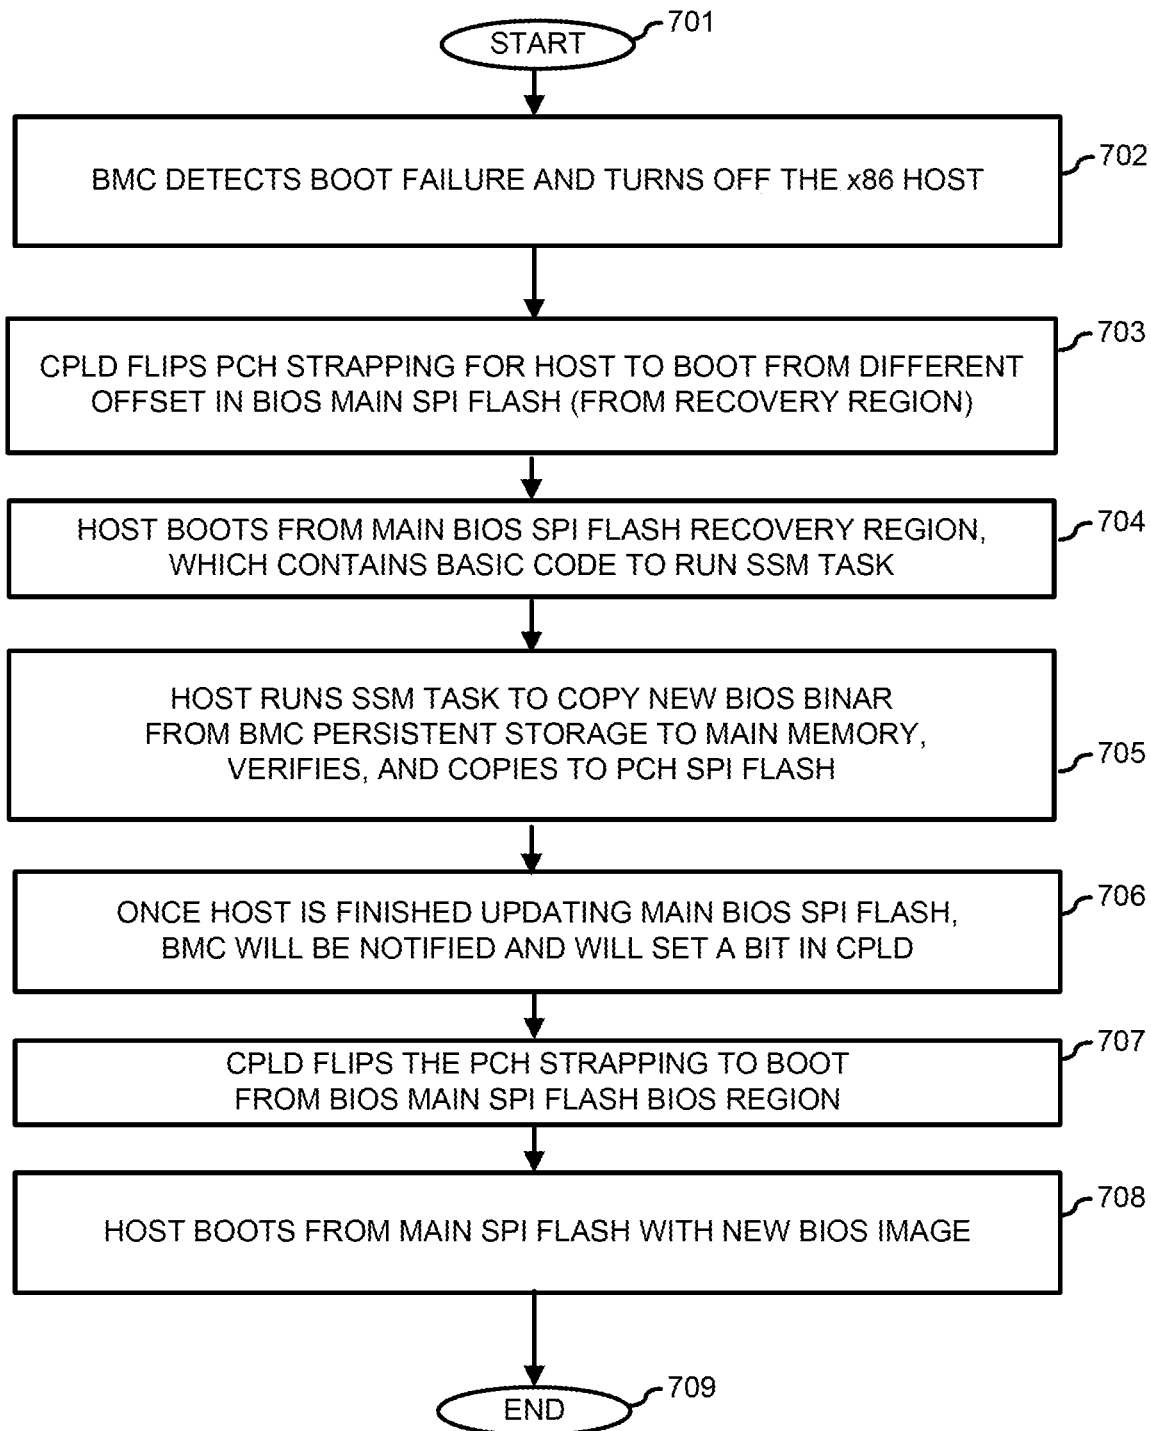 START
701
BMC DETECTS BOOT FAILURE AND TURNS OFF THE x86 HOST
702
CPLD FLIPS PCH STRAPPING FOR HOST TO BOOT FROM DIFFERENT
OFFSET IN BIOS MAIN SPI FLASH (FROM RECOVERY REGION)
703
HOST BOOTS FROM MAIN BIOS SPI FLASH RECOVERY REGION,
WHICH CONTAINS BASIC CODE TO RUN SSM TASK
704
HOST RUNS SSM TASK TO COPY NEW BIOS BINAR
FROM BMC PERSISTENT STORAGE TO MAIN MEMORY,
VERIFIES, AND COPIES TO PCH SPI FLASH
705
ONCE HOST IS FINISHED UPDATING MAIN BIOS SPI FLASH,
BMC WILL BE NOTIFIED AND WILL SET A BIT IN CPLD
706
CPLD FLIPS THE PCH STRAPPING TO BOOT
FROM BIOS MAIN SPI FLASH BIOS REGION
707
HOST BOOTS FROM MAIN SPI FLASH WITH NEW BIOS IMAGE
708
END
709